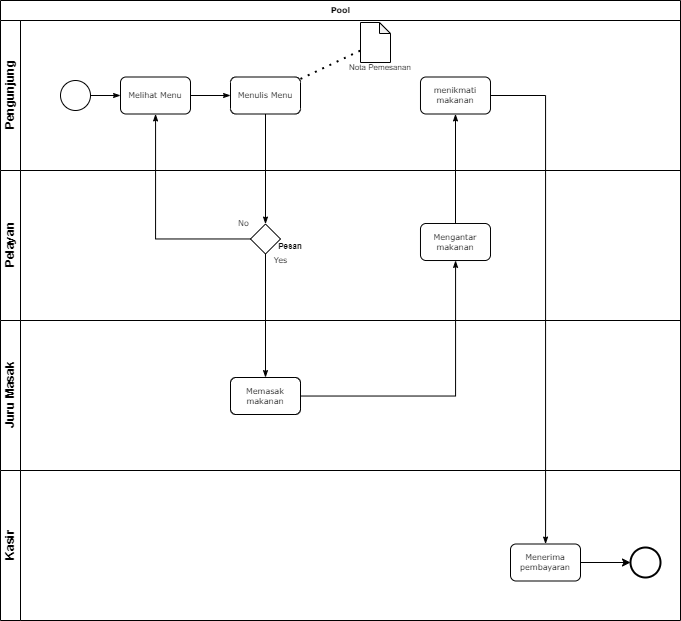 Pool
Pengunjung
Melihat Menu
Menulis Menu
Nota Pemesanan
menikmati
makanan
Pelayan
No
Pesan
Yes
Mengantar
makanan
Juru Masak
Memasak
makanan
Kasir
Menerima
pembayaran